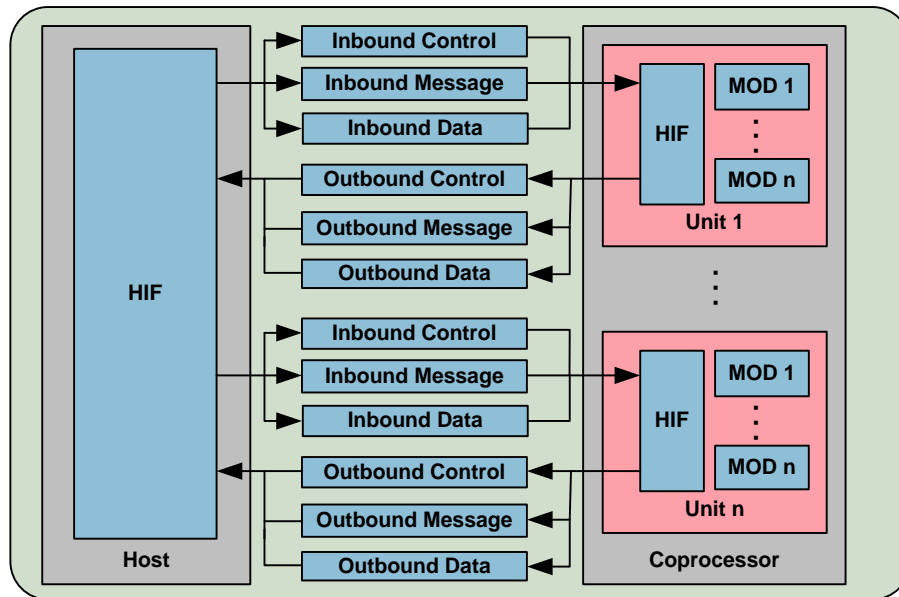 Inbound Control
Inbound Message
Inbound Data
Outbound Control
Outbound Message
Outbound Data
HIF
HIF
MOD 1
MOD n
Unit 1
Inbound Control
Inbound Message
Inbound Data
Outbound Control
Outbound Message
Outbound Data
HIF
MOD 1
MOD n
Unit n
Host
Coprocessor